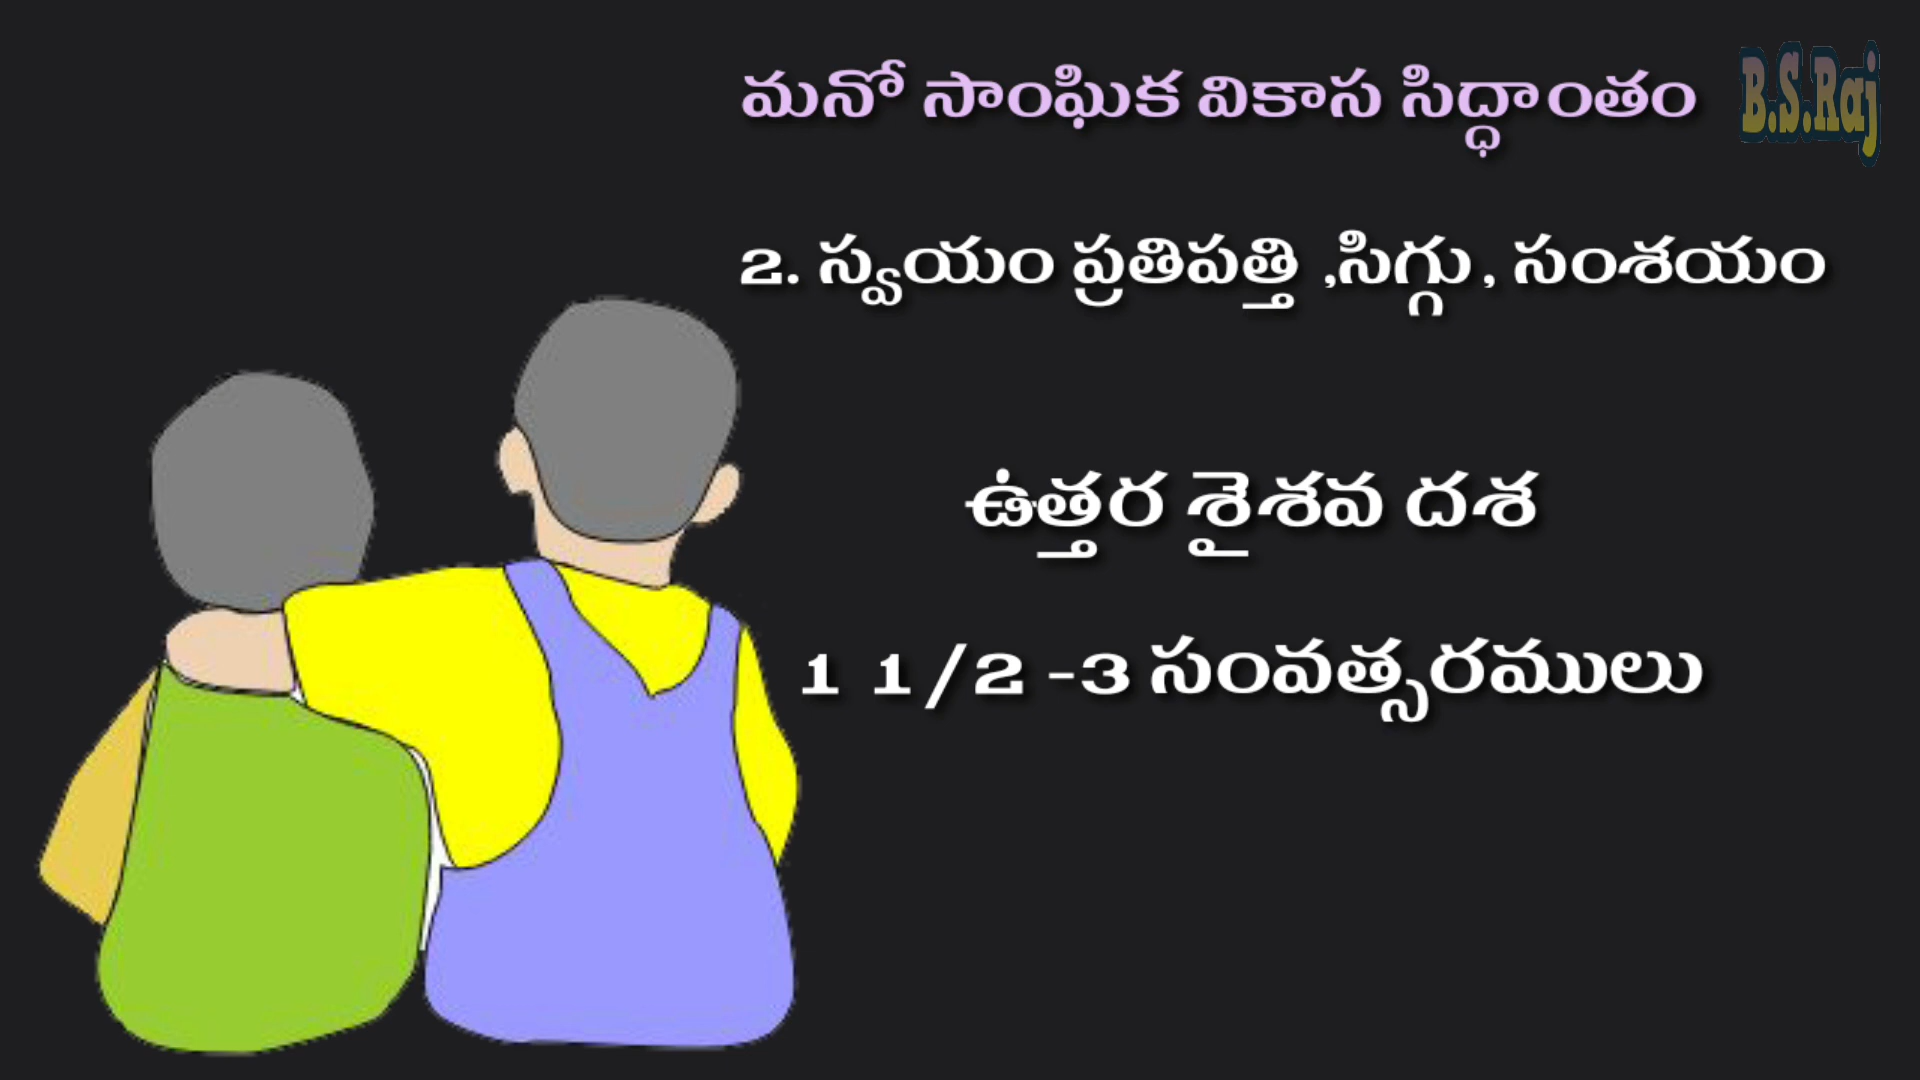 మనో సాంఘిక వికాస సిద్ధాంతం
B.S.Raj
2. స్వయం ప్రతిపత్తి ,సిగ్గు, సంశయం
ఉత్తర శైశవ దశ
1 1/2 -3 సంవత్సరములు